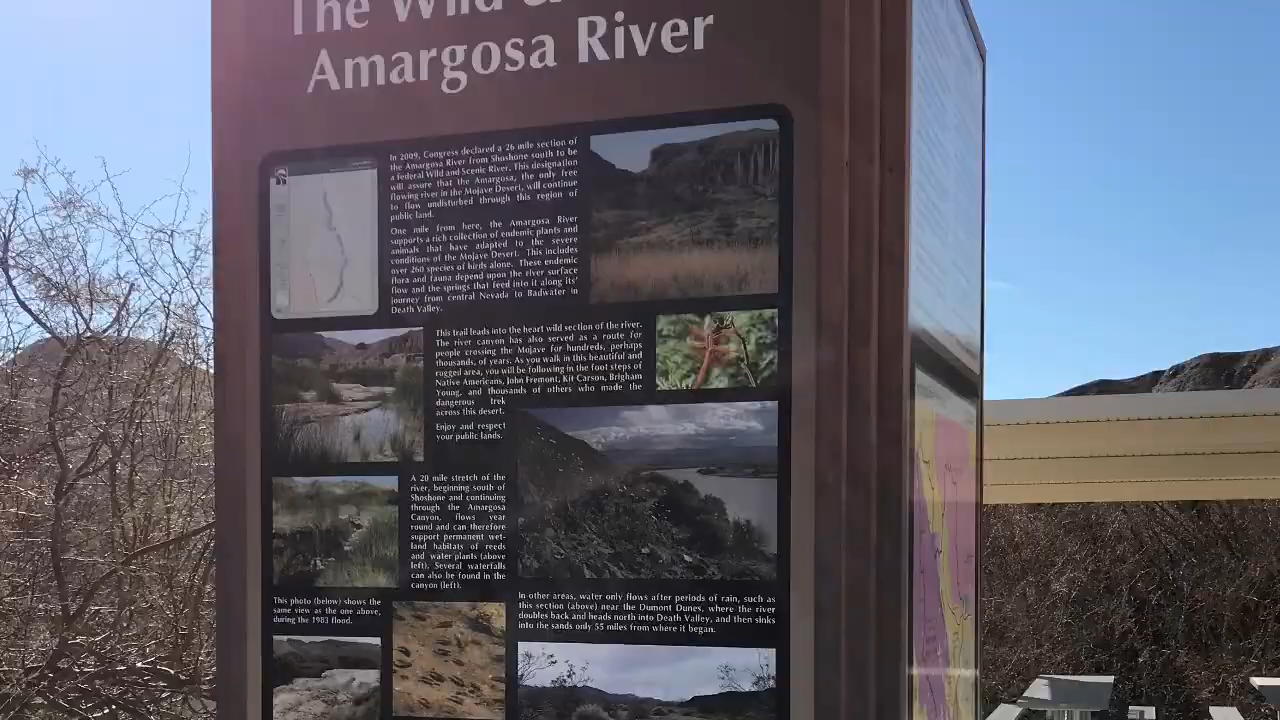 The Wild &
Amargosa River
In 2009, Congress declared a 26 mile section of
the Amargosa River from Shoshone south to be
a federal Wild and Scenic River. This designation
will assure that the Amargosa, the only free
flowing river in the Mojave Desert, will continue
to flow undisturbed through this region of
public land.
One mile from here, the Amargosa River
supports a rich collection of endemic plants and
animals that have adapted to the severe
conditions of the Mojave Desert. This includes
over 260 species of birds alone. These endemic
flora and fauna depend upon the river surface
flow and the springs that feed into it along its'
journey from central Nevada to Badwater in
Death Valley.
This trail leads into the heart wild section of the river.
The river canyon has also served as a route for
people crossing the Mojave for hundreds, perhaps
thousands, of years. As you walk in this beautiful and
rugged area, you will be following in the foot steps of
Native Americans, John Fremont, Kit Carson, Brigham
Young, and thousands of others who made the
dangerous trek
across this desert.
Enjoy and respect
your public lands.
A 20 mile stretch of the
river, beginning south of
Shoshone and continuing
through the Amargosa
Canyon, flows year
round and can therefore
support permanent wet-
land habitats of reeds
and water plants (above
left). Several waterfalls
can also be found in the
canyon (left).
This photo (below) shows the
same view as the one above,
during the 1983 flood.
In other areas, water only flows after periods of rain, such as
this section (above) near the Dumont Dunes, where the river
doubles back and heads north into Death Valley, and then sinks
into the sands only 55 miles from where it began.